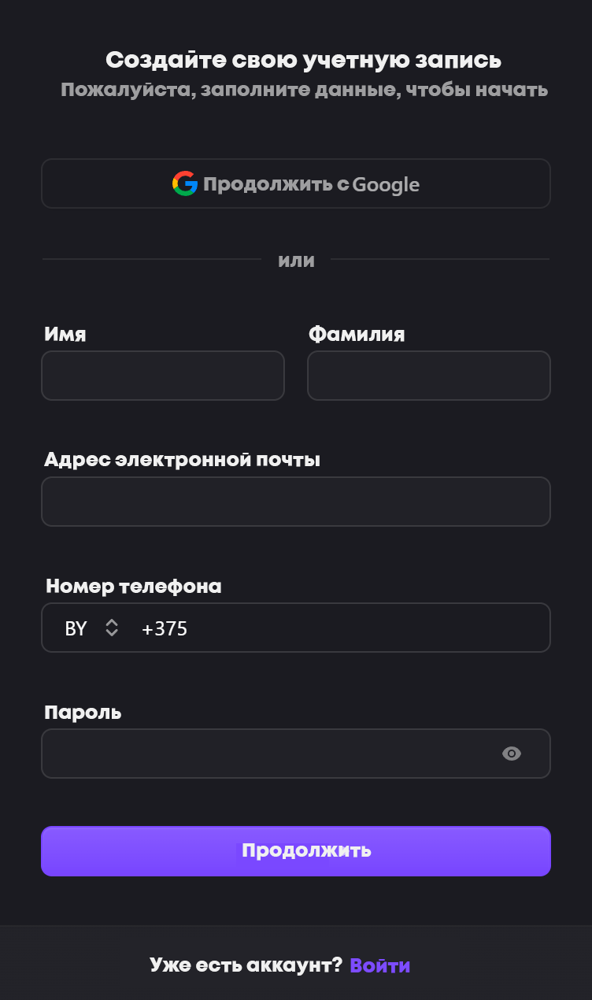 Создайте свою учетную запись
Пожалуйста, заполните данные, чтобы начать
Продолжить с Google
или
Имя
Фамилия
Адрес электронной почты
Номер телефона
BY +375
Пароль
Продолжить
Уже есть аккаунт? Войти